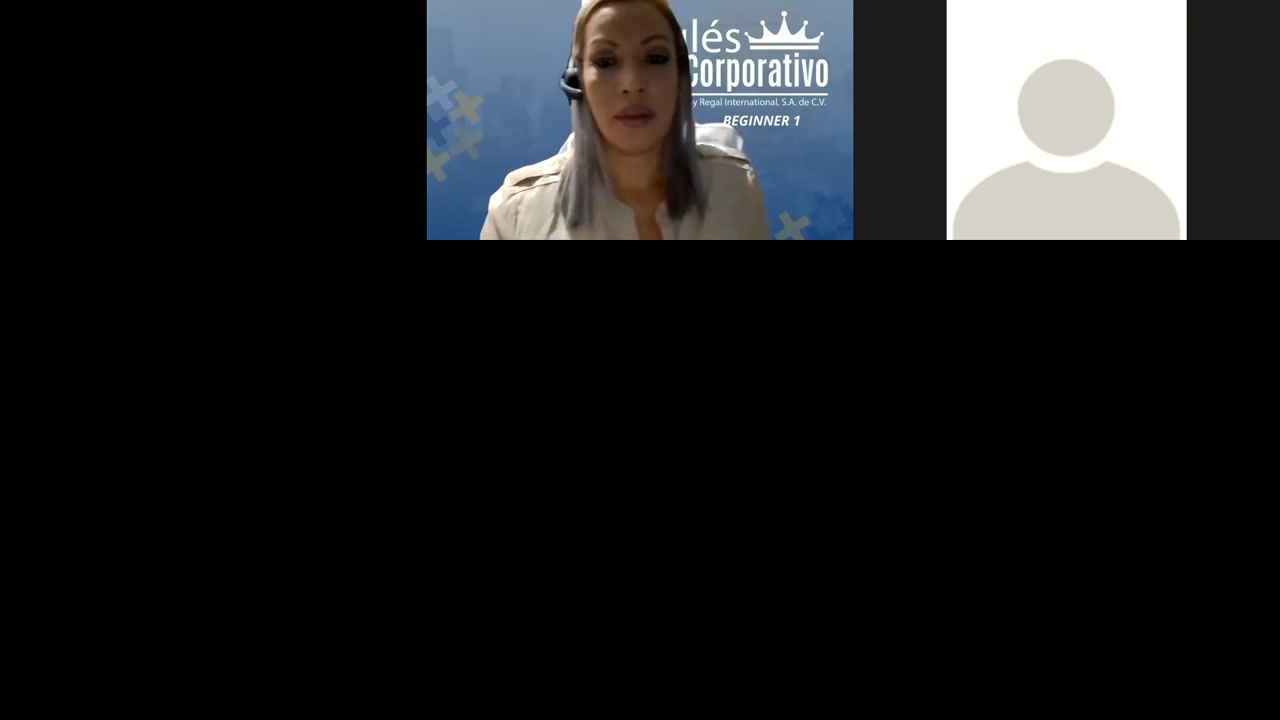 lés
Corporativo
y Regal International, S.A. de C.V.
BEGINNER 1